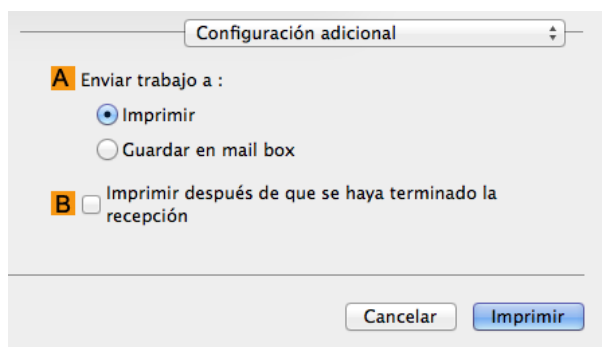 Configuración adicional
A Enviar trabajo a :
Imprimir
Guardar en mail box
B Imprimir después de que se haya terminado la
recepción
Cancelar Imprimir